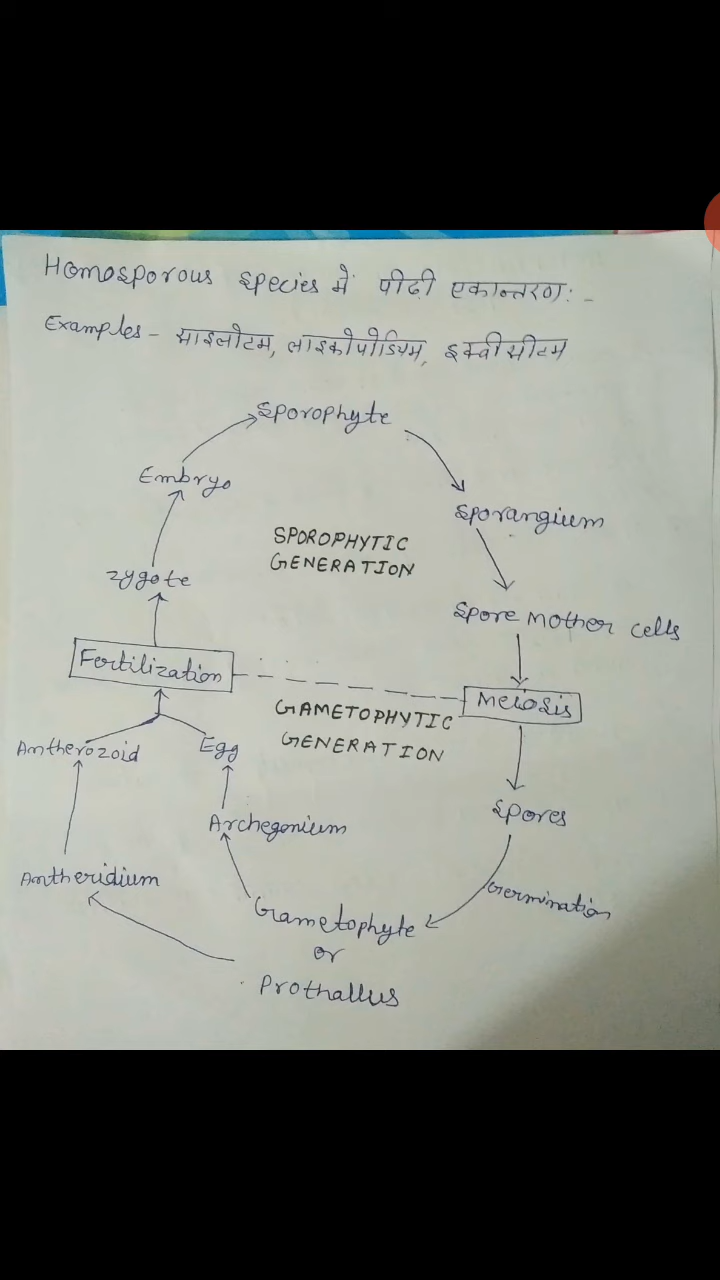 Homosporous species में पीढी एकान्तरण: -
Examples - साइलोटम, लाइकोपोडियम, इक्वीसीटम
Sporophyte
Embryo
Sporangium
SPOROPHYTIC
GENERATION
zygote
Spore Mother cells
Fertilization
Meiosis
GAMETOPHYTIC
GENERATION
Antherozoid
Egg
Spores
Archegonium
Antheridium
Germination
Gametophyte
or
Prothallus